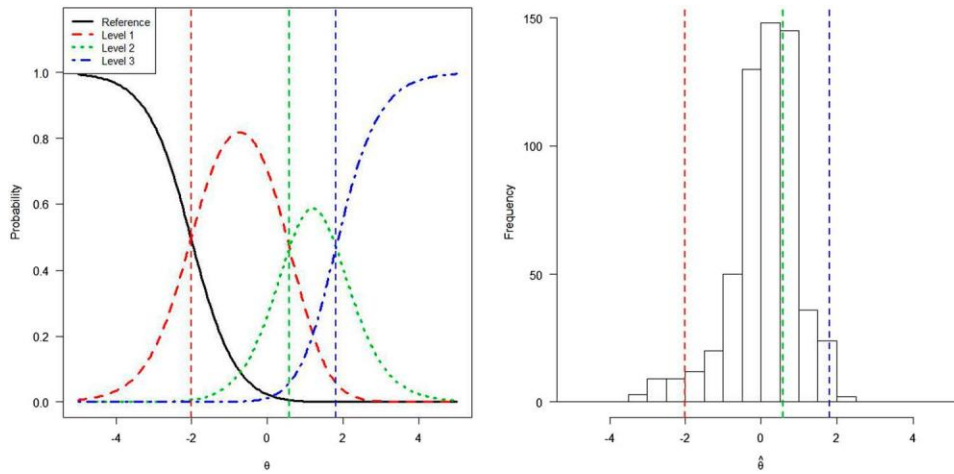 Reference
Level 1
Level 2
Level 3
Probability
1.0
0.8
0.6
0.4
0.2
0.0
-4 -2 0 2 4
θ
Frequency
150
100
50
0
-4 -2 0 2 4
θ̂